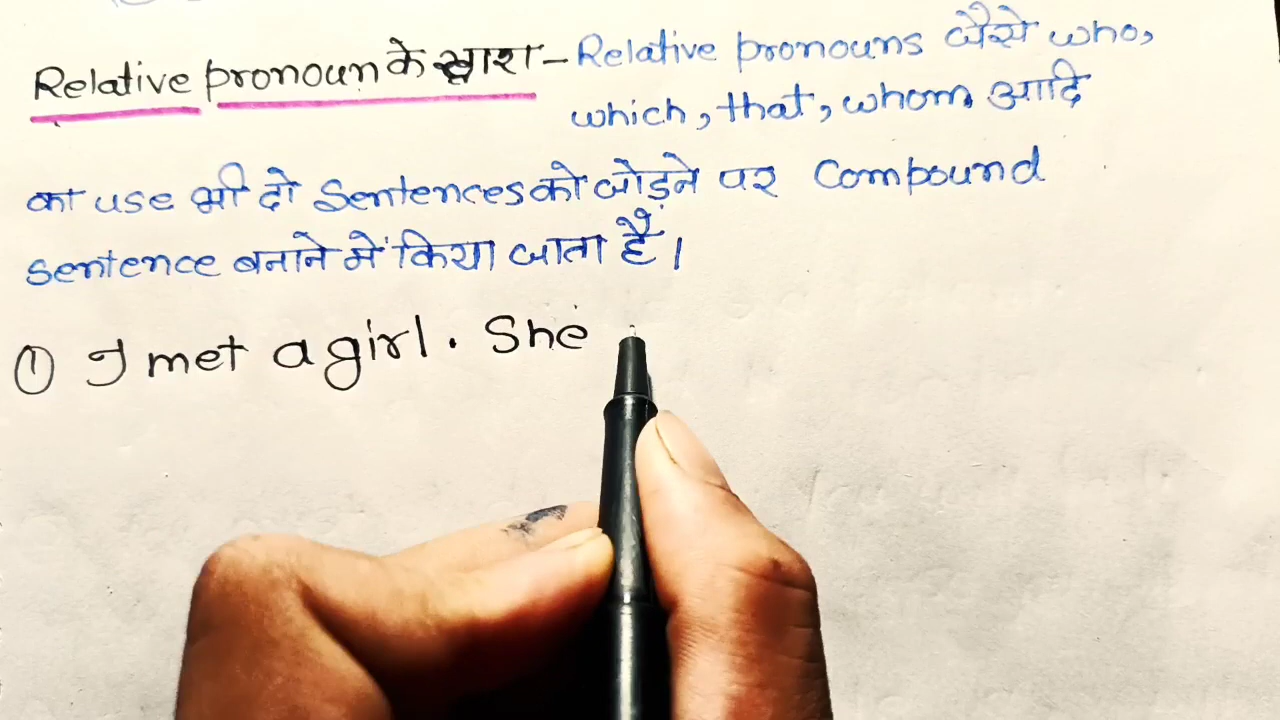 Relative pronoun के द्वारा - Relative pronouns जैसे who,
which, that, whom आदि
का use भी दो Sentences को जोड़ने पर Compound
sentence बनाने में किया जाता है।
① I met a girl. She